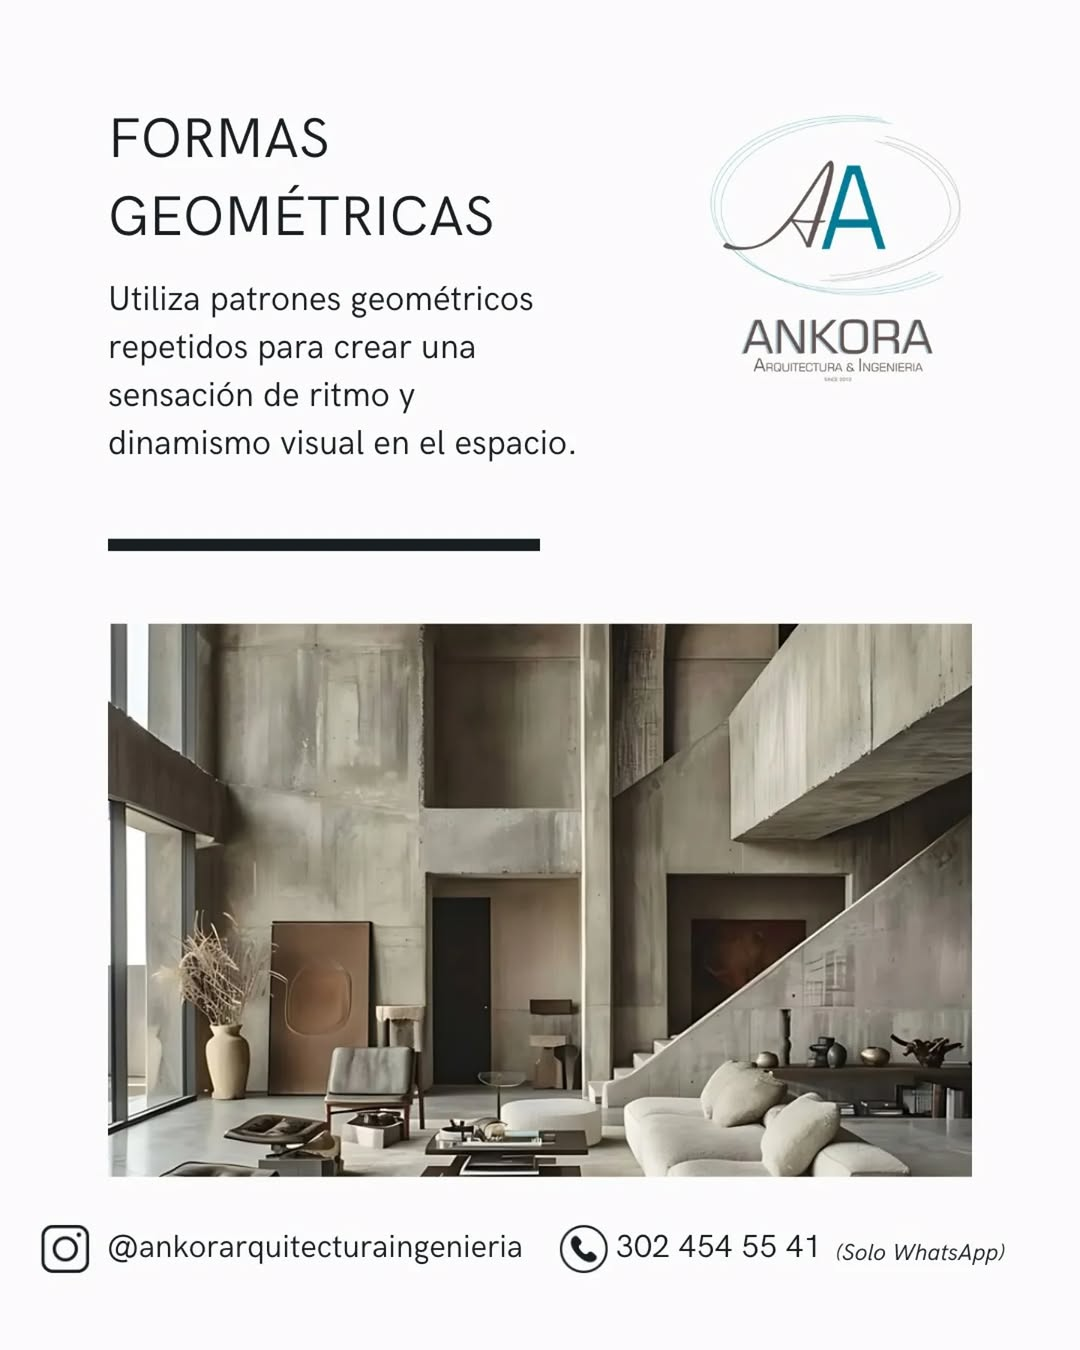 FORMAS
GEOMÉTRICAS
Utiliza patrones geométricos
repetidos para crear una
sensación de ritmo y
dinamismo visual en el espacio.
AA
ANKORA
ARQUITECTURA & INGENIERIA
@ankorarquitecturaingenieria
302 454 55 41 (Solo WhatsApp)